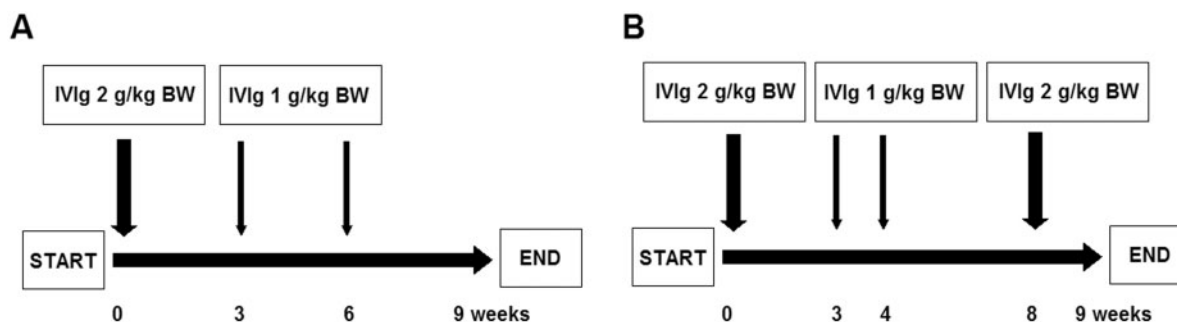 A
IVIg 2 g/kg BW
IVIg 1 g/kg BW
START
END
0
3
6
9 weeks
B
IVIg 2 g/kg BW
IVIg 1 g/kg BW
IVIg 2 g/kg BW
START
END
0
3
4
8
9 weeks